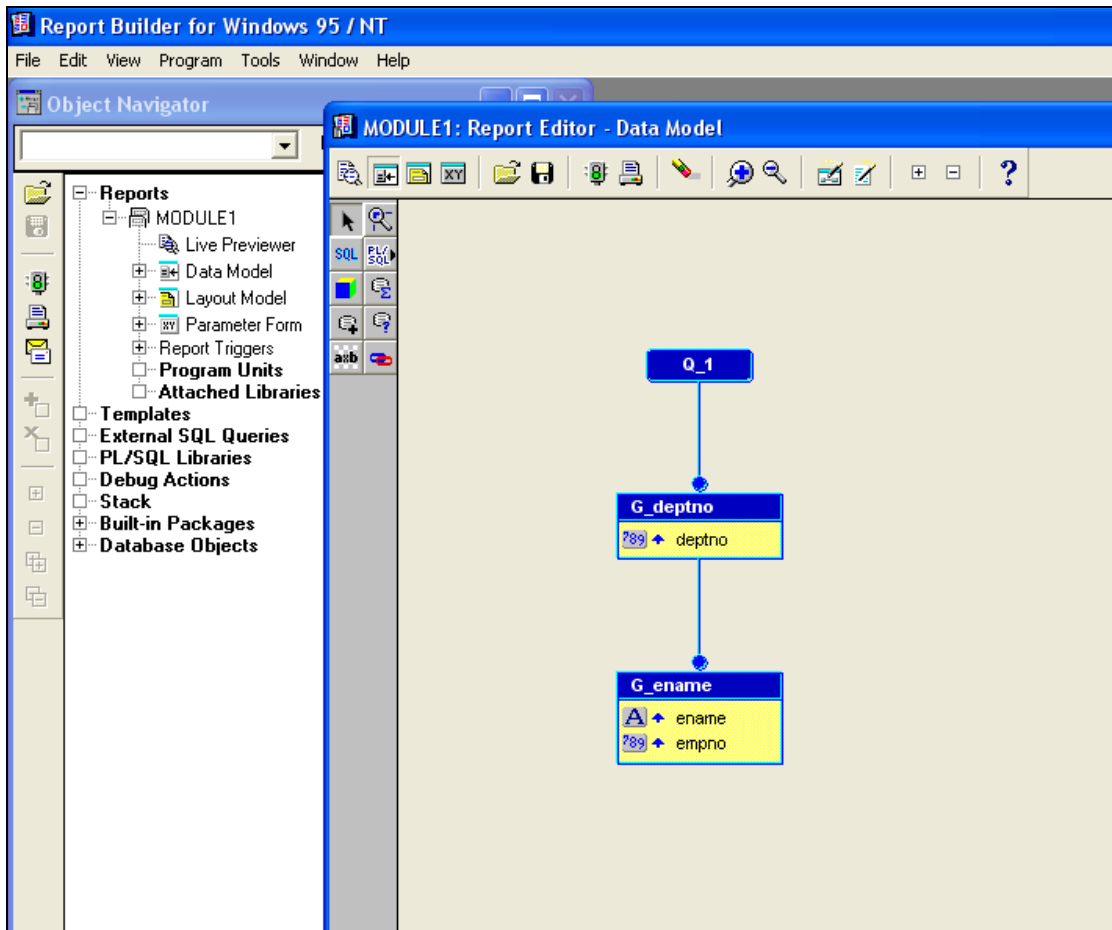 Report Builder for Windows 95 / NT
File Edit View Program Tools Window Help
Object Navigator
MODULE1: Report Editor - Data Model
XY
?
Reports
MODULE1
Live Previewer
Data Model
Layout Model
XY Parameter Form
Report Triggers
Program Units
Attached Libraries
Templates
External SQL Queries
PL/SQL Libraries
Debug Actions
Stack
Built-in Packages
Database Objects
SQL PL/SQL
Σ
?
axb
Q_1
G_deptno
789 deptno
G_ename
A ename
789 empno